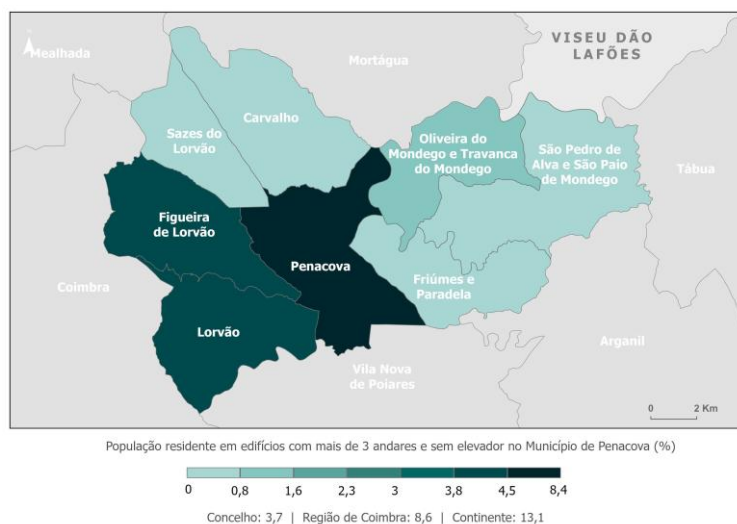 VISEU DÃO
LAFÕES
Mealhada
Mortágua
Carvalho
Sazes do
Lorvão
Oliveira do
Mondego e Travanca
do Mondego
São Pedro de
Alva e São Paio
de Mondego
Tábua
Figueira
de Lorvão
Penacova
Friúmes e
Paradela
Coimbra
Lorvão
Arganil
Vila Nova
de Poiares
0 2 Km
População residente em edifícios com mais de 3 andares e sem elevador no Município de Penacova (%)
0 0,8 1,6 2,3 3 3,8 4,5 8,4
Concelho: 3,7 | Região de Coimbra: 8,6 | Continente: 13,1